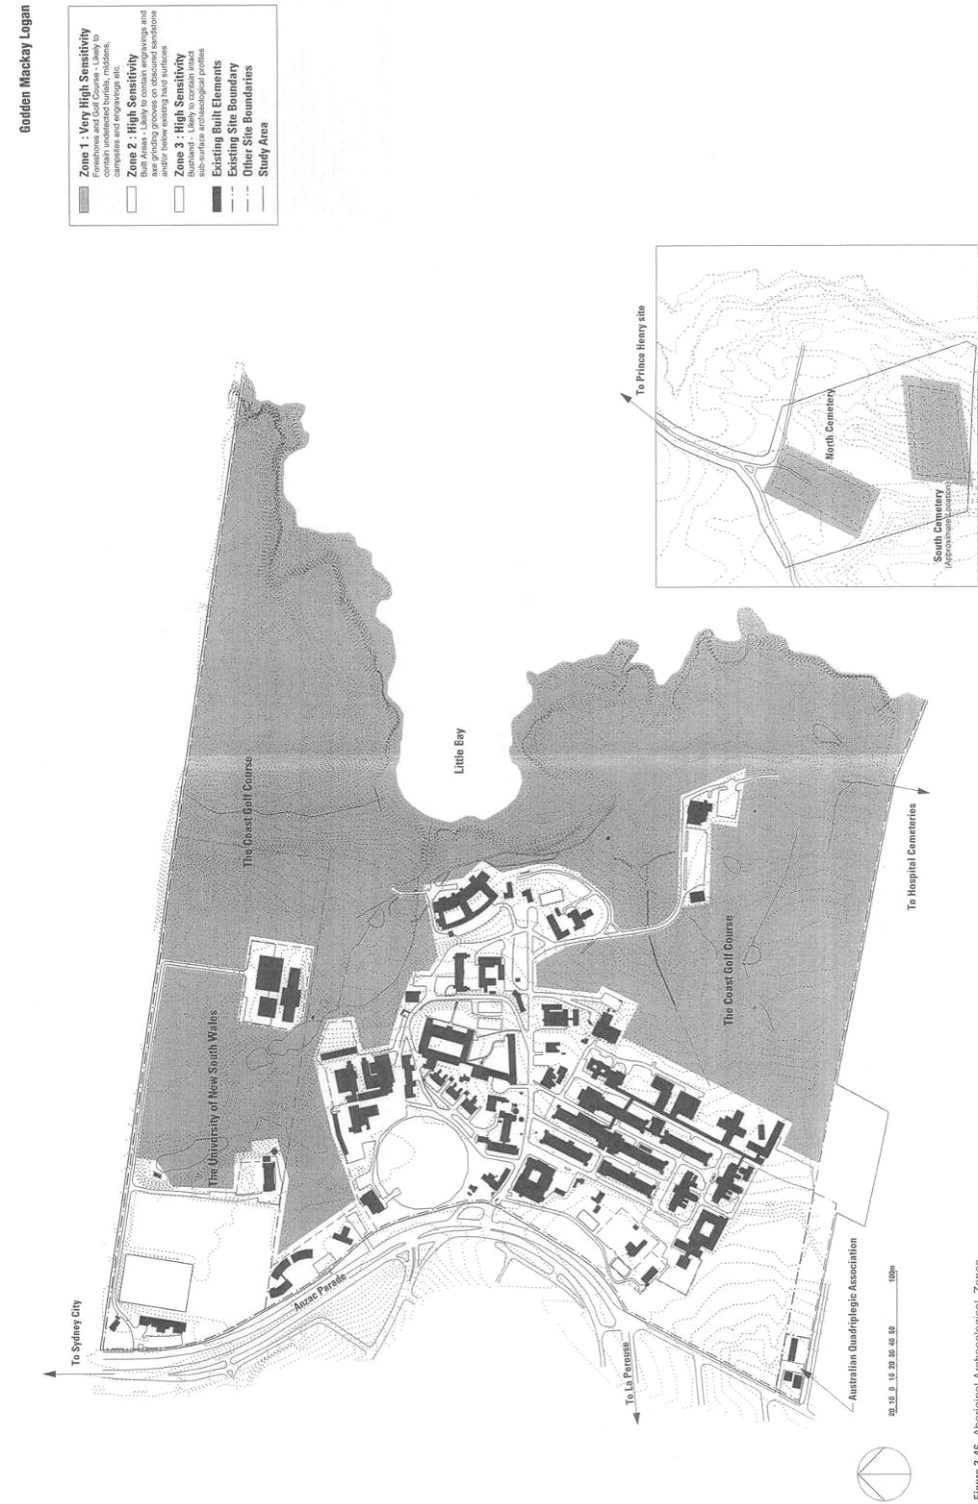 Godden Mackay Logan
Zone 1 : Very High Sensitivity
Foreshores and Golf Course - Likely to
contain undetected burials, middens,
campsites and engravings etc.
Zone 2 : High Sensitivity
Built Areas - Likely to contain engravings and
axe grinding grooves on obscured sandstone
and/or below existing hard surfaces
Zone 3 : High Sensitivity
Bushland - Likely to contain intact
sub-surface archaeological profiles
Existing Built Elements
Existing Site Boundary
Other Site Boundaries
Study Area
To Sydney City
The University of New South Wales
The Coast Golf Course
Anzac Parade
Little Bay
To La Perouse
The Coast Golf Course
To Hospital Cemeteries
Australian Quadriplegic Association
To Prince Henry site
North Cemetery
South Cemetery
(Approximate Location)
20 10 0 10 20 30 40 50 100m
Figure 3.46 Aboriginal Archaeological Zones